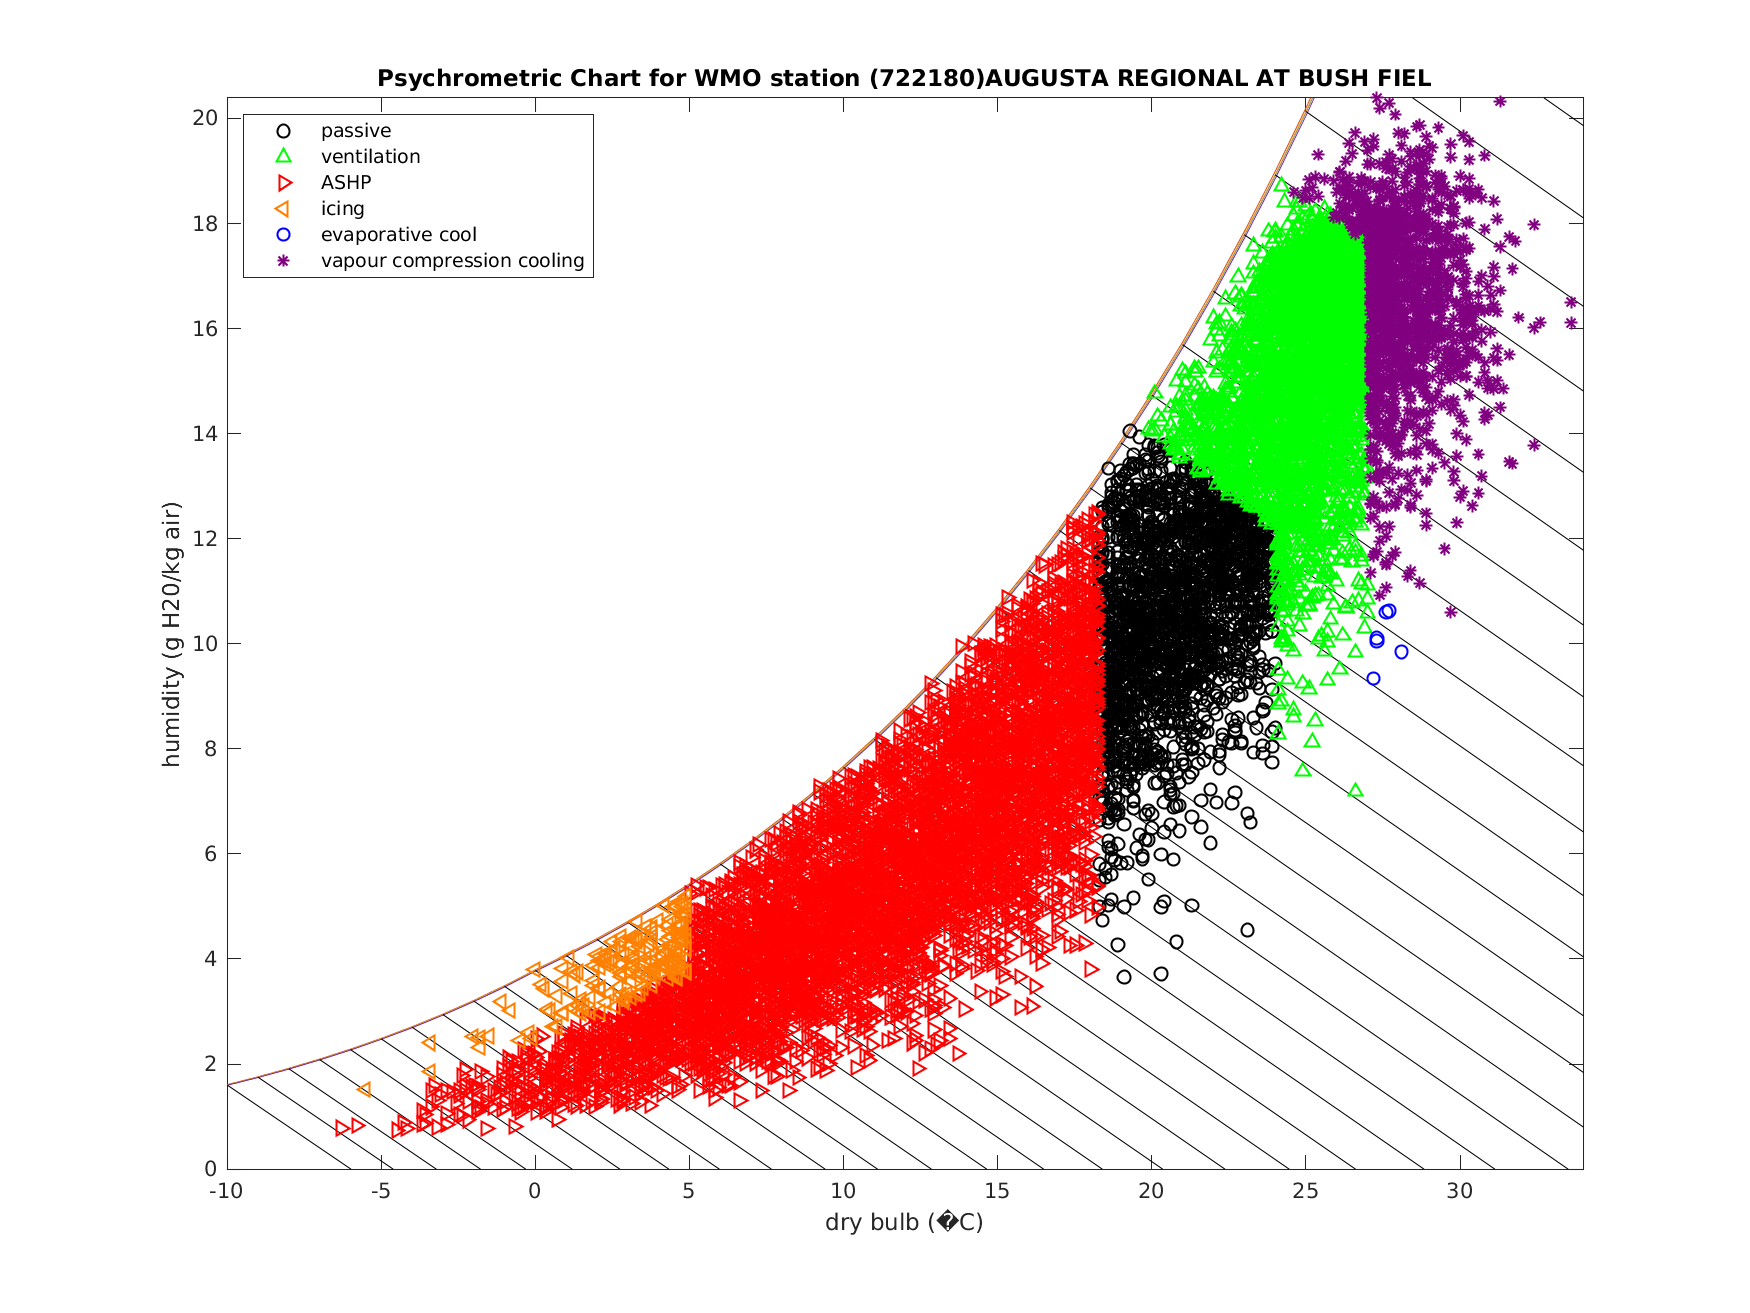 Psychrometric Chart for WMO station (722180)AUGUSTA REGIONAL AT BUSH FIEL
passive
ventilation
ASHP
icing
evaporative cool
vapour compression cooling
humidity (g H20/kg air)
20
18
16
14
12
10
8
6
4
2
0
-10 -5 0 5 10 15 20 25 30
dry bulb (�C)